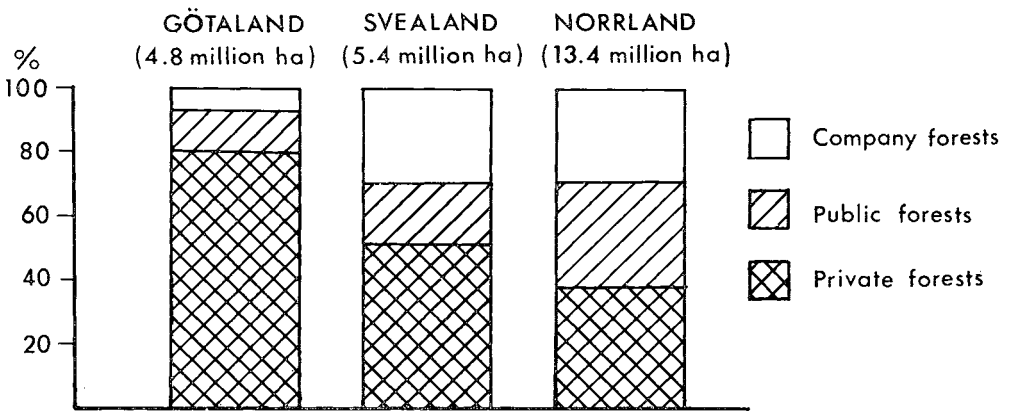 GÖTALAND
(4.8 million ha)
SVEALAND
(5.4 million ha)
NORRLAND
(13.4 million ha)
%
100
80
60
40
20
Company forests
Public forests
Private forests